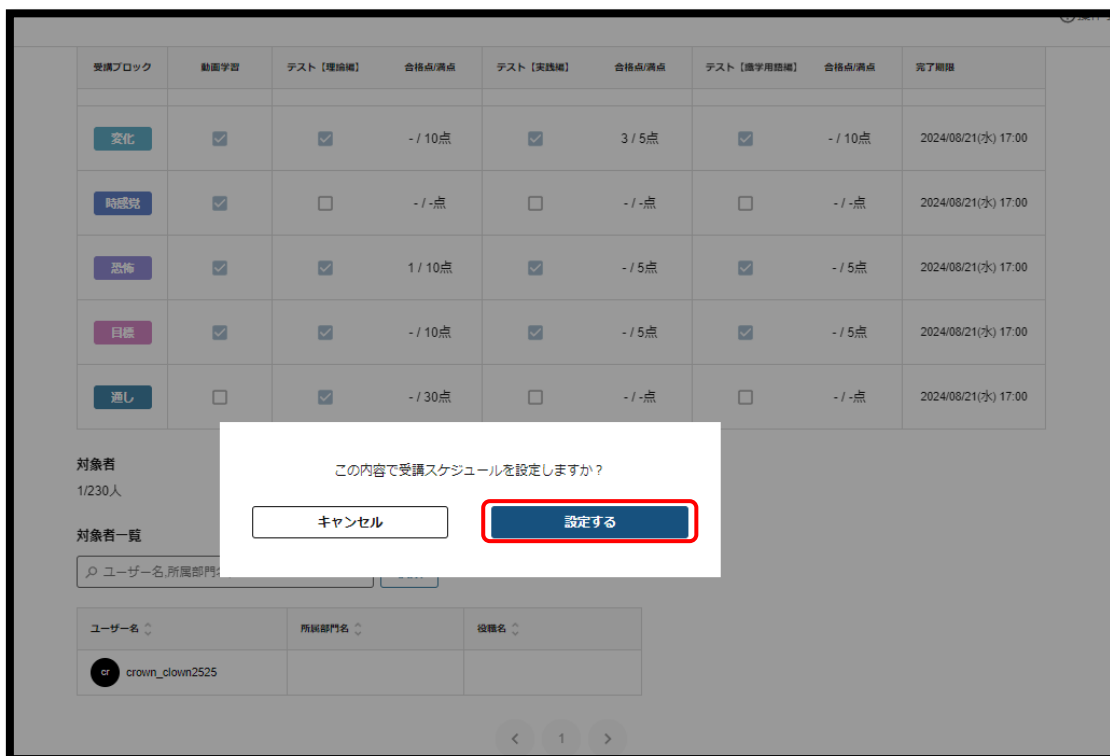 受講ブロック 動画学習 テスト【理論編】 合格点/満点 テスト【実践編】 合格点/満点 テスト【識学用語編】 合格点/満点 完了期限
変化 - / 10点 3 / 5点 - / 10点 2024/08/21(水) 17:00
時感覚 - / -点 - / -点 - / -点 2024/08/21(水) 17:00
恐怖 1 / 10点 - / 5点 - / 5点 2024/08/21(水) 17:00
目標 - / 10点 - / 5点 - / 5点 2024/08/21(水) 17:00
通し - / 30点 - / -点 - / -点 2024/08/21(水) 17:00
対象者
1/230人
この内容で受講スケジュールを設定しますか？
キャンセル 設定する
対象者一覧
ユーザー名,所属部門
ユーザー名 所属部門名 役職名
cr crown_clown2525
1